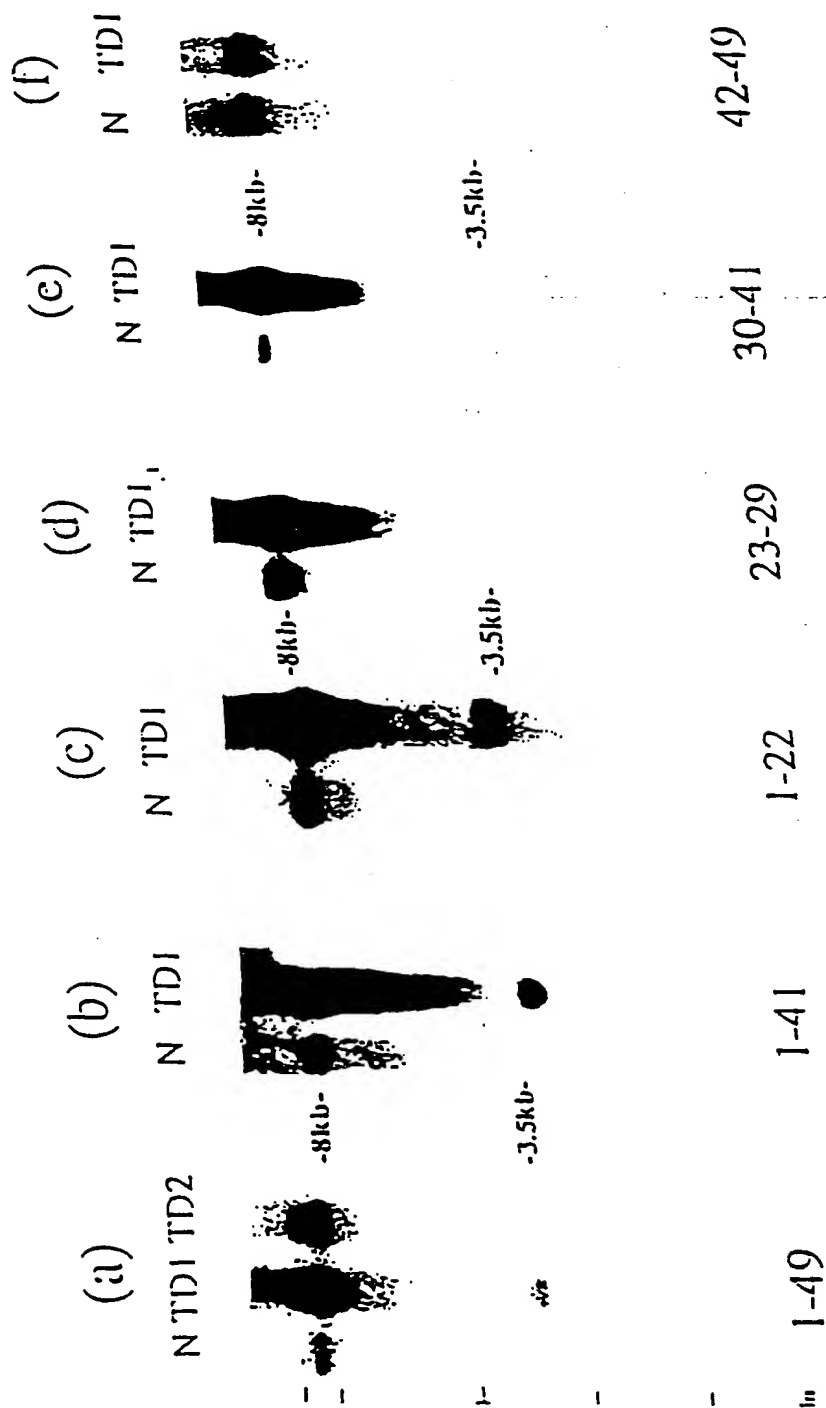 (a) (b) (c) (d) (e) (f)
N TD1 TD2 N TD1 N TD1 N TD1 N TD1 N TD1
-8kb- -8kb- -8kb-
-3.5kb- -3.5kb- -3.5kb-
1-49 1-41 1-22 23-29 30-41 42-49